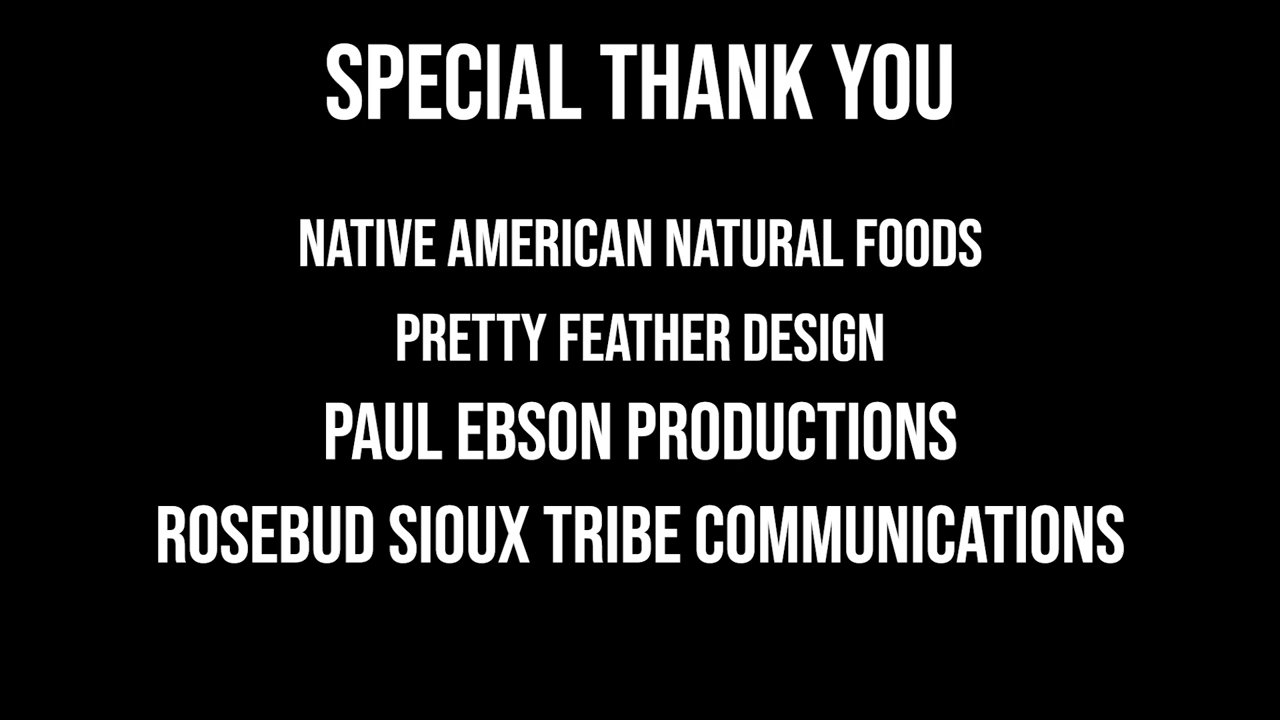 SPECIAL THANK YOU
NATIVE AMERICAN NATURAL FOODS
PRETTY FEATHER DESIGN
PAUL EBSON PRODUCTIONS
ROSEBUD SIOUX TRIBE COMMUNICATIONS